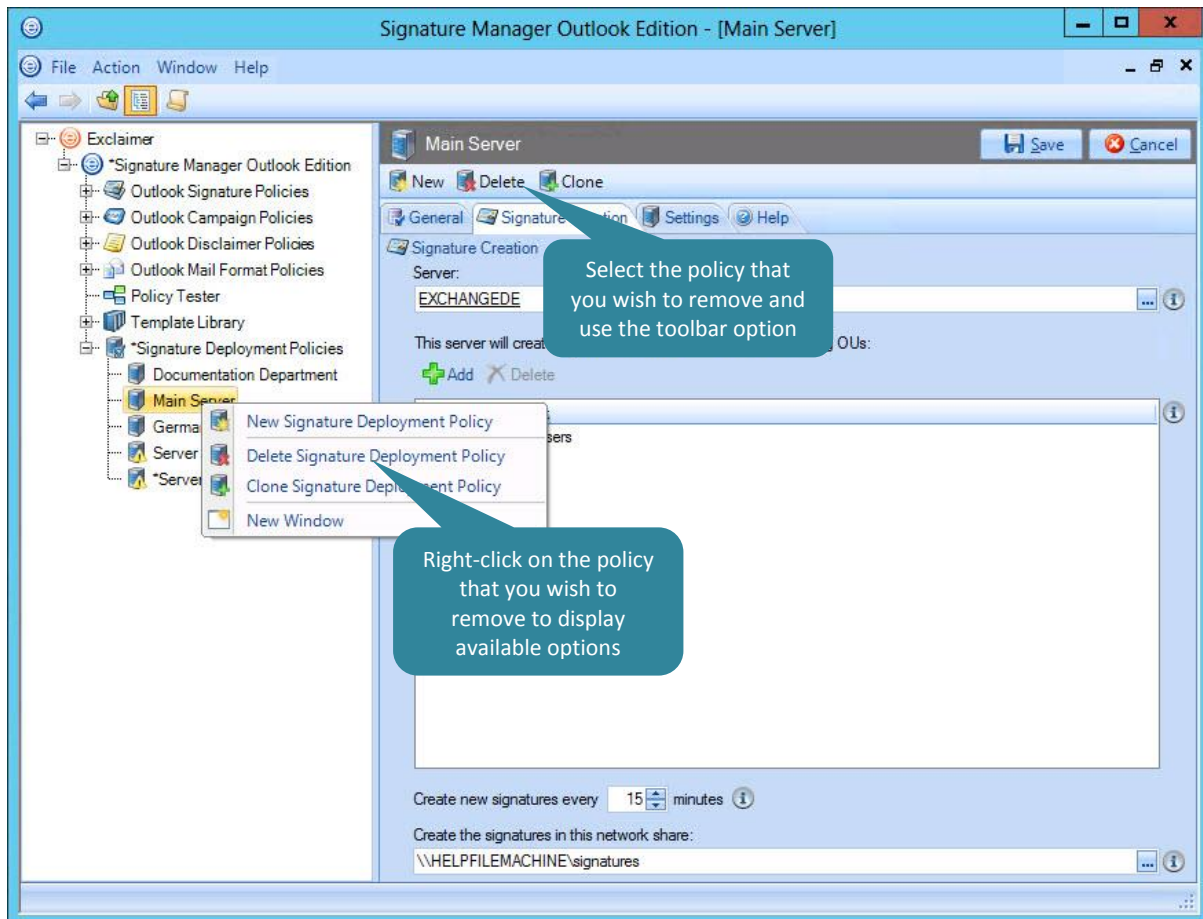 Signature Manager Outlook Edition - [Main Server]
File Action Window Help
Exclaimer
*Signature Manager Outlook Edition
Outlook Signature Policies
Outlook Campaign Policies
Outlook Disclaimer Policies
Outlook Mail Format Policies
Policy Tester
Template Library
*Signature Deployment Policies
Documentation Department
Main Server
Germa
Server
*Server
New Signature Deployment Policy
Delete Signature Deployment Policy
Clone Signature Deployment Policy
New Window
Main Server
Save Cancel
New Delete Clone
General Signature Settings Help
Signature Creation
Server:
EXCHANGEDE
Select the policy that
you wish to remove and
use the toolbar option
This server will OUs:
Add Delete
Right-click on the policy
that you wish to
remove to display
available options
Create new signatures every 15 minutes
Create the signatures in this network share:
\\HELPFILEMACHINE\signatures